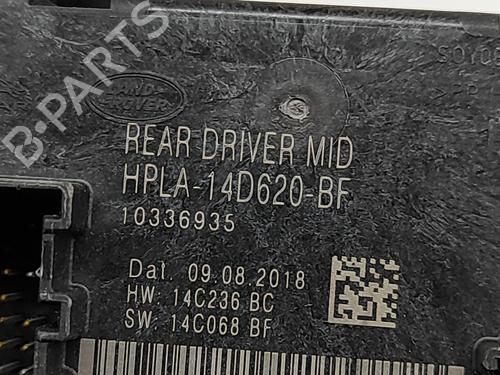 B-PARTS
LAND
ROVER
REAR DRIVER MID
HPLA-14D620-BF
10336935
Dat. 09.08.2018
HW: 14C236 BC
SW: 14C068 BF